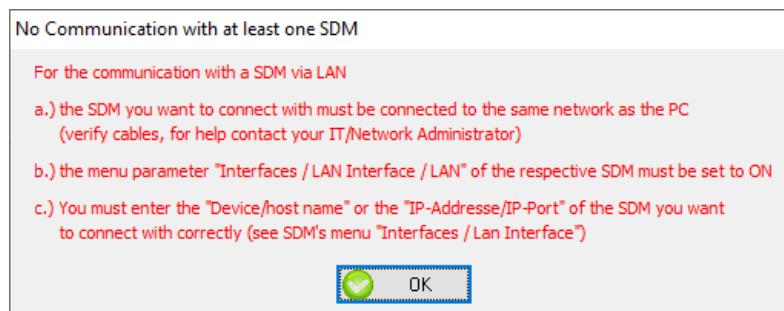 No Communication with at least one SDM
For the communication with a SDM via LAN
a.) the SDM you want to connect with must be connected to the same network as the PC
(verify cables, for help contact your IT/Network Administrator)
b.) the menu parameter "Interfaces / LAN Interface / LAN" of the respective SDM must be set to ON
c.) You must enter the "Device/host name" or the "IP-Addresse/IP-Port" of the SDM you want
to connect with correctly (see SDM's menu "Interfaces / Lan Interface")
OK